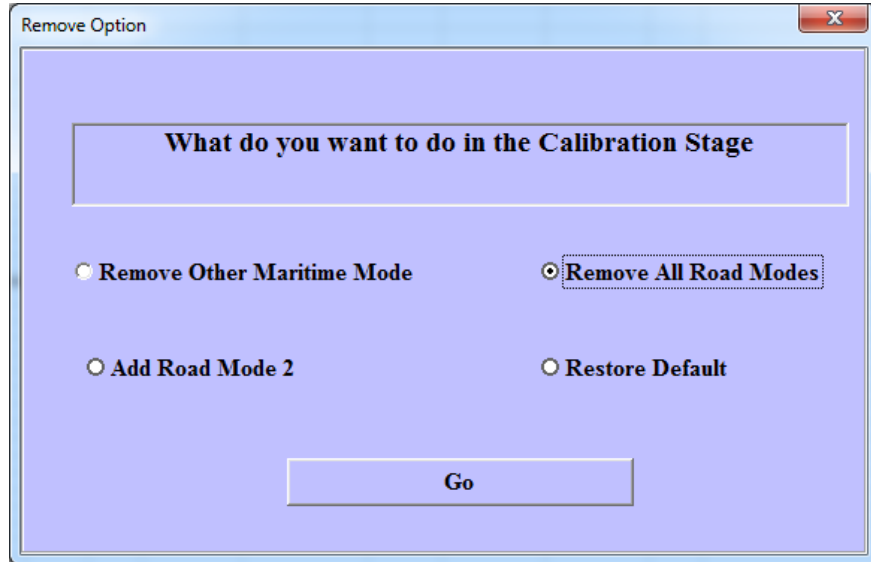 Remove Option
What do you want to do in the Calibration Stage
Remove Other Maritime Mode
Remove All Road Modes
Add Road Mode 2
Restore Default
Go